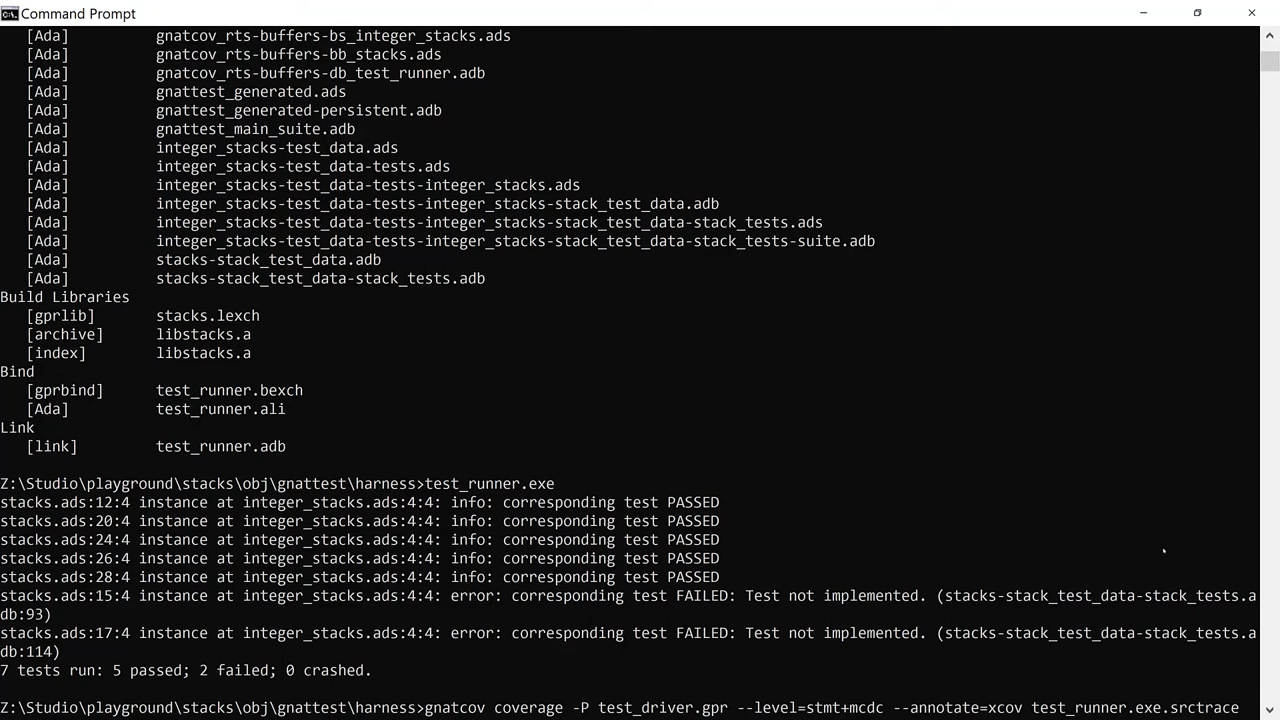 Command Prompt
[Ada] gnatcov_rts-buffers-bs_integer_stacks.ads
[Ada] gnatcov_rts-buffers-bb_stacks.ads
[Ada] gnatcov_rts-buffers-db_test_runner.adb
[Ada] gnattest_generated.ads
[Ada] gnattest_generated-persistent.adb
[Ada] gnattest_main_suite.adb
[Ada] integer_stacks-test_data.ads
[Ada] integer_stacks-test_data-tests.ads
[Ada] integer_stacks-test_data-tests-integer_stacks.ads
[Ada] integer_stacks-test_data-tests-integer_stacks-stack_test_data.adb
[Ada] integer_stacks-test_data-tests-integer_stacks-stack_test_data-stack_tests.ads
[Ada] integer_stacks-test_data-tests-integer_stacks-stack_test_data-stack_tests-suite.adb
[Ada] stacks-stack_test_data.adb
[Ada] stacks-stack_test_data-stack_tests.adb
Build Libraries
[gprlib] stacks.lexch
[archive] libstacks.a
[index] libstacks.a
Bind
[gprbind] test_runner.bexch
[Ada] test_runner.ali
Link
[link] test_runner.adb
Z:\Studio\playground\stacks\obj\gnattest\harness>test_runner.exe
stacks.ads:12:4 instance at integer_stacks.ads:4:4: info: corresponding test PASSED
stacks.ads:20:4 instance at integer_stacks.ads:4:4: info: corresponding test PASSED
stacks.ads:24:4 instance at integer_stacks.ads:4:4: info: corresponding test PASSED
stacks.ads:26:4 instance at integer_stacks.ads:4:4: info: corresponding test PASSED
stacks.ads:28:4 instance at integer_stacks.ads:4:4: info: corresponding test PASSED
stacks.ads:15:4 instance at integer_stacks.ads:4:4: error: corresponding test FAILED: Test not implemented. (stacks-stack_test_data-stack_tests.a
db:93)
stacks.ads:17:4 instance at integer_stacks.ads:4:4: error: corresponding test FAILED: Test not implemented. (stacks-stack_test_data-stack_tests.a
db:114)
7 tests run: 5 passed; 2 failed; 0 crashed.
Z:\Studio\playground\stacks\obj\gnattest\harness>gnatcov coverage -P test_driver.gpr --level=stmt+mcdc --annotate=xcov test_runner.exe.srctrace